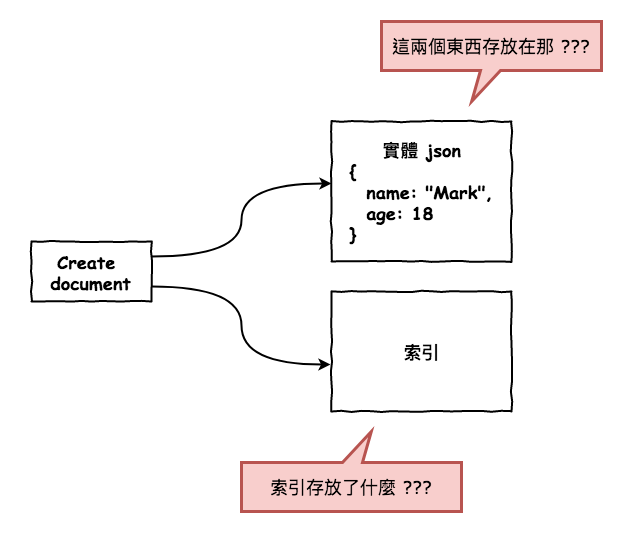 這兩個東西存放在那 ???
實體 json
{
name: "Mark",
age: 18
}
Create
document
索引
索引存放了什麼 ???